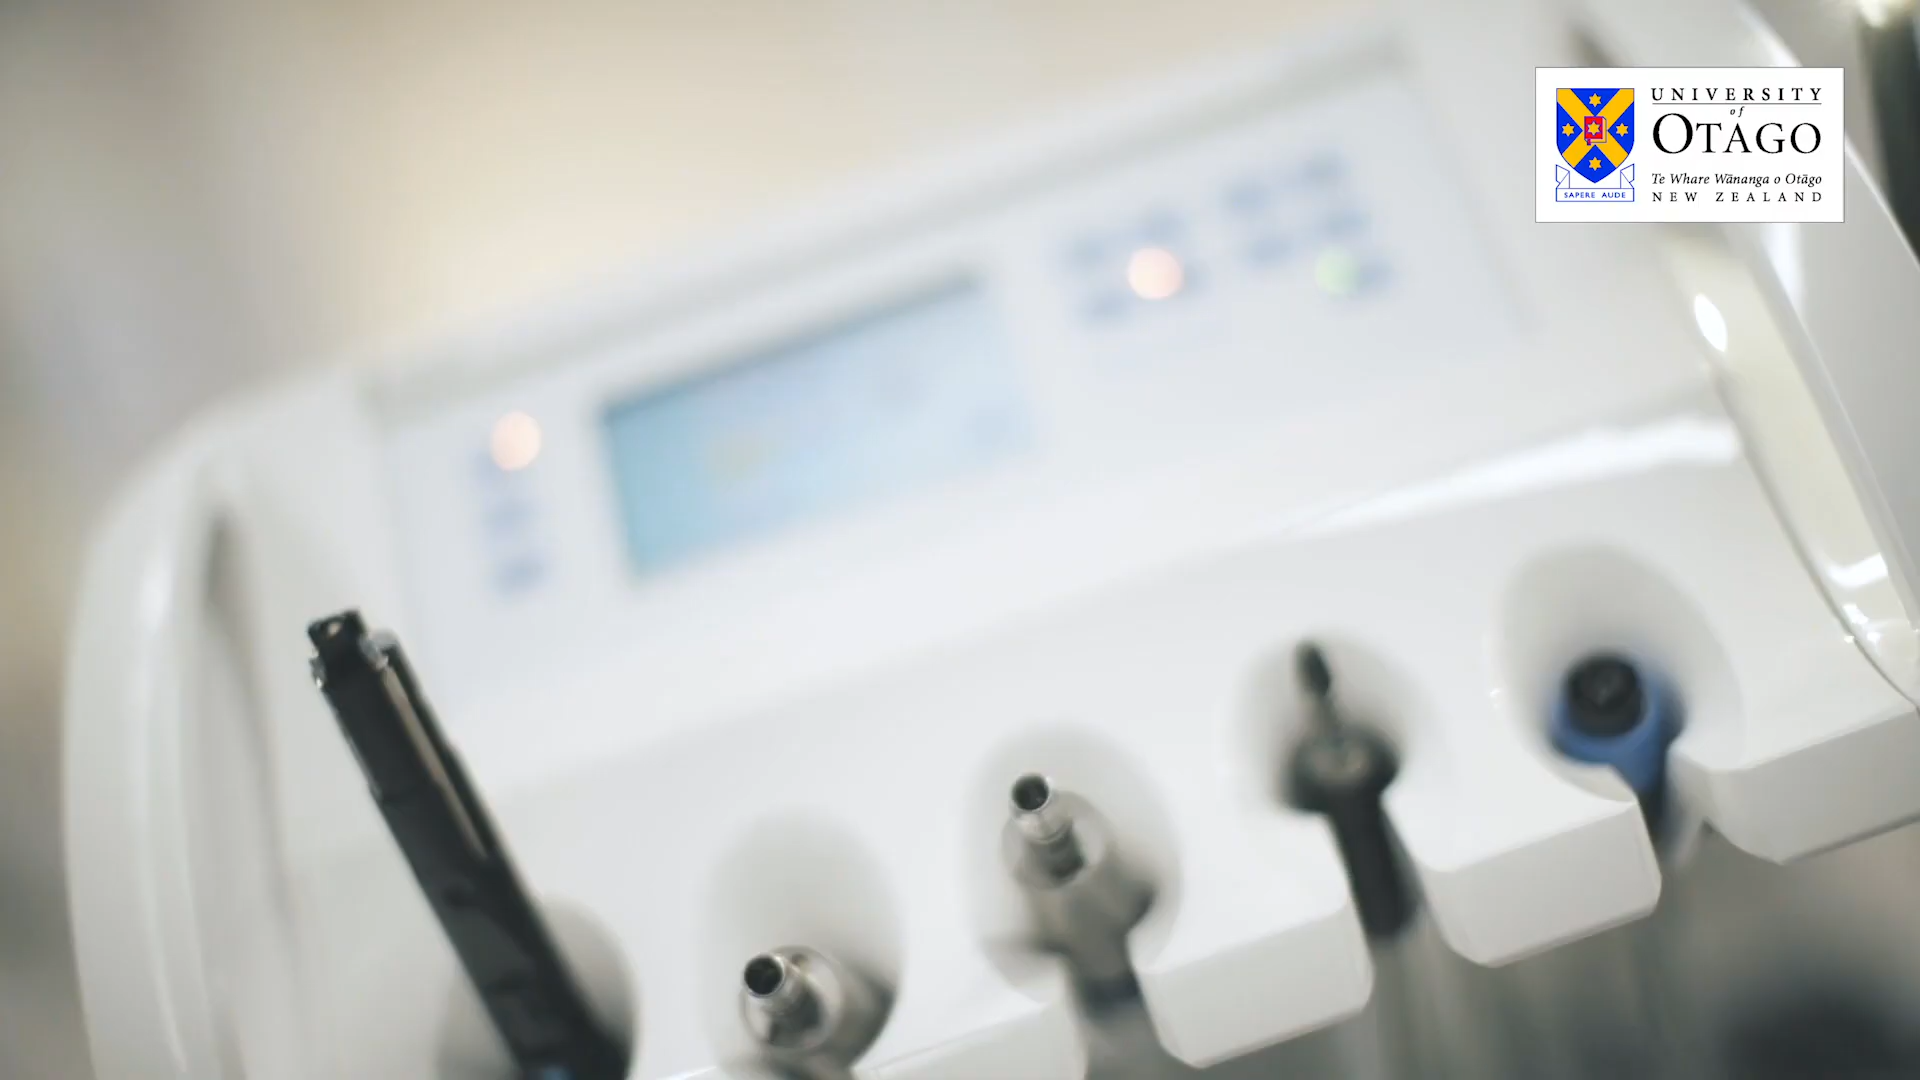 UNIVERSITY
of
OTAGO
Te Whare Wānanga o Otāgo
NEW ZEALAND
SAPERE AUDE